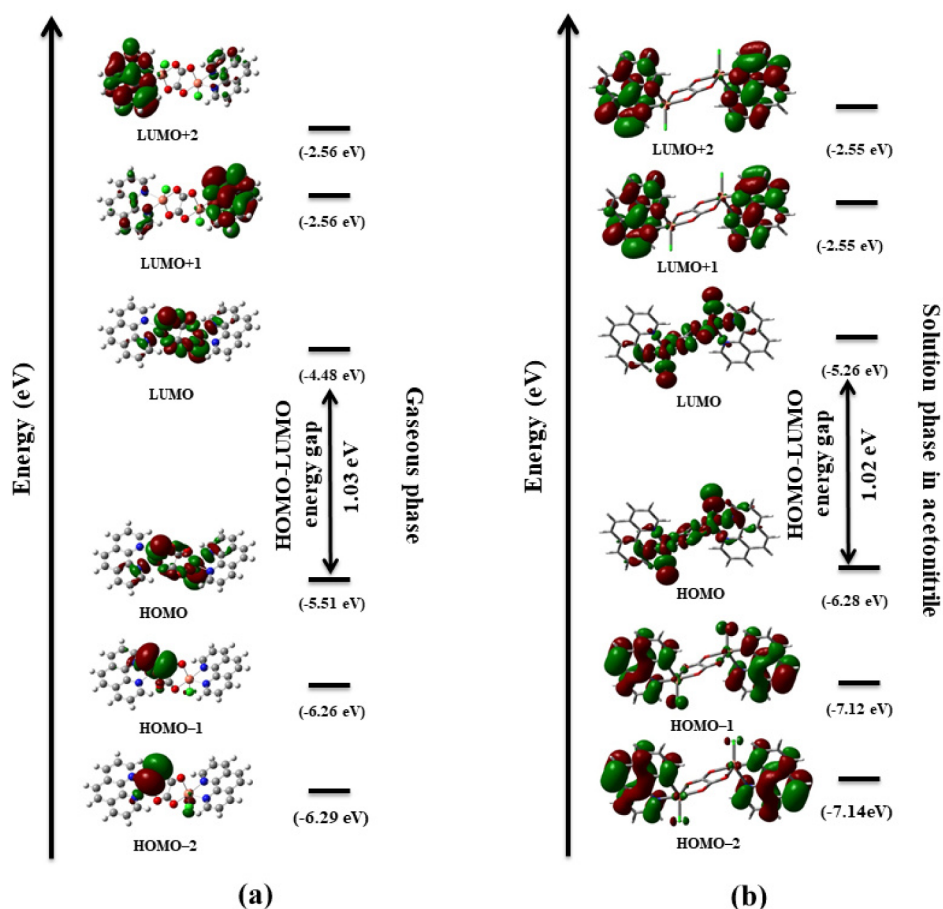 Energy (eV)
LUMO+2
(-2.56 eV)
LUMO+1
(-2.56 eV)
LUMO
(-4.48 eV)
HOMO-LUMO
energy gap
1.03 eV
Gaseous phase
HOMO
(-5.51 eV)
HOMO–1
(-6.26 eV)
HOMO–2
(-6.29 eV)
(a)
Energy (eV)
LUMO+2
(-2.55 eV)
LUMO+1
(-2.55 eV)
LUMO
(-5.26 eV)
HOMO-LUMO
energy gap
1.02 eV
Solution phase in acetonitrile
HOMO
(-6.28 eV)
HOMO–1
(-7.12 eV)
HOMO–2
(-7.14eV)
(b)